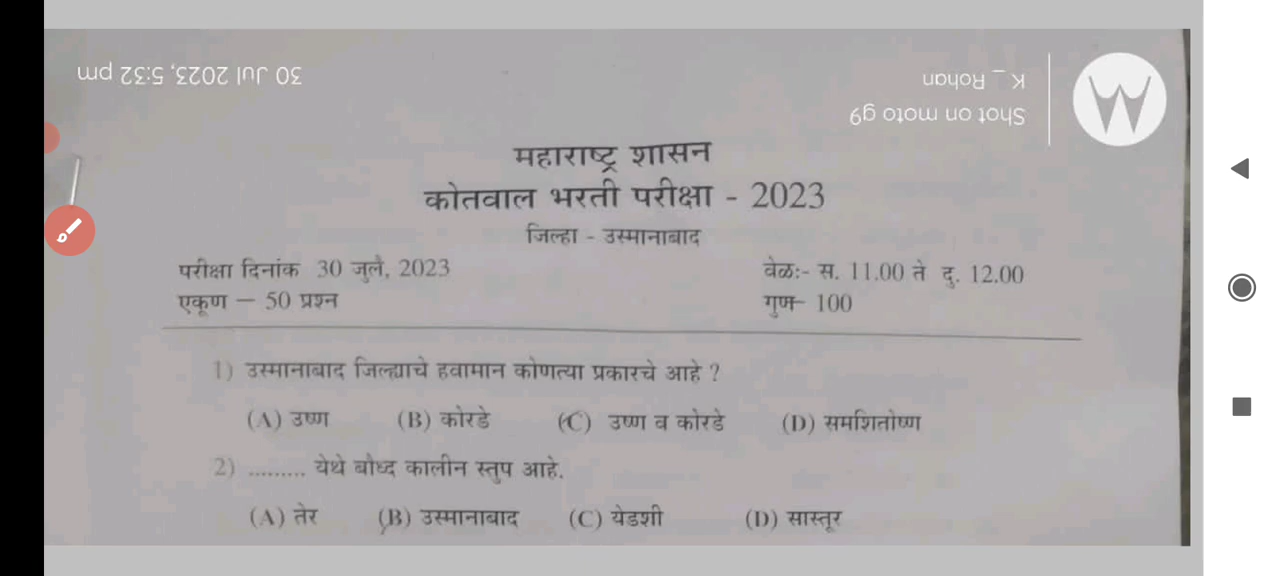 30 Jul 2023, 5:32 pm
Shot on moto g9
K_Rohan
महाराष्ट्र शासन
कोतवाल भरती परीक्षा - 2023
जिल्हा - उस्मानाबाद
परीक्षा दिनांक 30 जुलै, 2023 वेळः- स. 11.00 ते दु. 12.00
एकूण – 50 प्रश्न गुण– 100
1) उस्मानाबाद जिल्ह्याचे हवामान कोणत्या प्रकारचे आहे ?
(A) उष्ण (B) कोरडे (C) उष्ण व कोरडे (D) समशितोष्ण
2) ......... येथे बौध्द कालीन स्तुप आहे.
(A) तेर (B) उस्मानाबाद (C) येडशी (D) सास्तूर